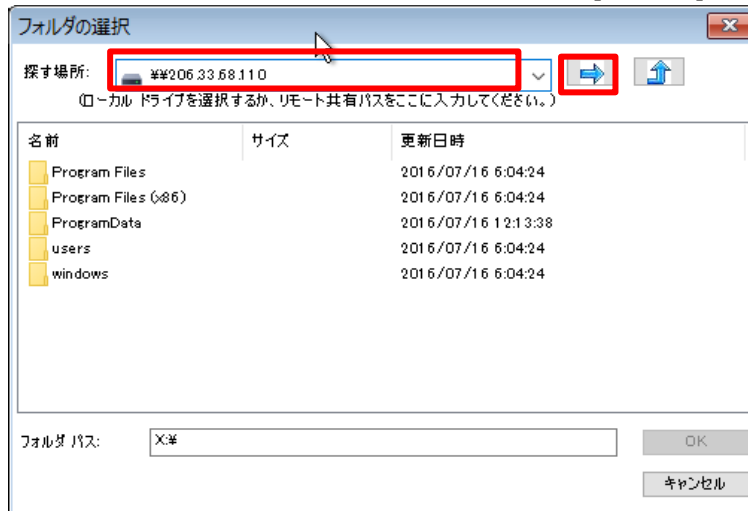 フォルダの選択
探す場所: ¥¥206.33.68.110
(ローカル ドライブを選択するか、リモート共有パスをここに入力してください。)
名前 サイズ 更新日時
Program Files 2016/07/16 6:04:24
Program Files (x86) 2016/07/16 6:04:24
ProgramData 2016/07/16 12:13:38
users 2016/07/16 6:04:24
windows 2016/07/16 6:04:24
フォルダ パス: X:¥
OK
キャンセル